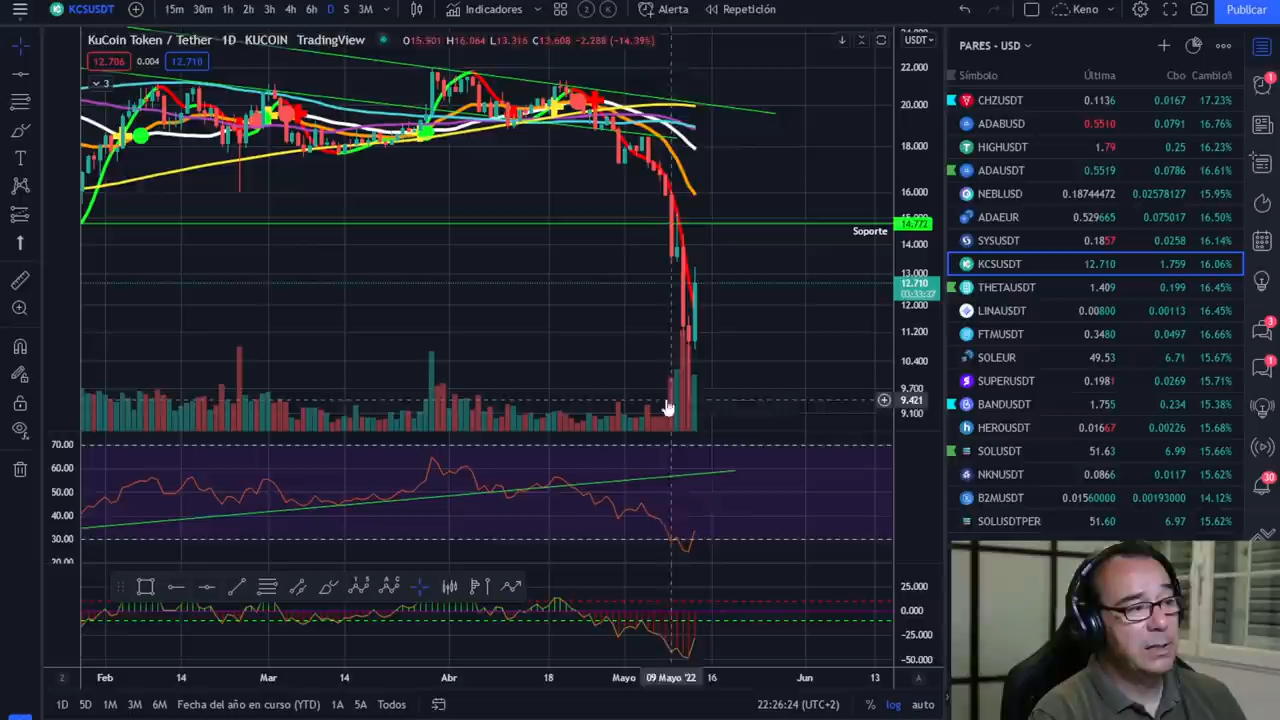 KCSUSDT 15m 30m 1h 2h 3h 4h 6h D S 3M Indicadores 2 K Alerta Repetición Keno Publicar
KuCoin Token / Tether 1D KUCOIN TradingView O15.901 H16.064 L13.316 C13.608 -2.288 (-14.39%) USDT
12.706 0.004 12.710
3
22.000
20.000
18.000
16.000
14.772
Soporte
14.000
13.000
12.710
12.000
11.200
10.400
9.700
9.421
9.100
70.00
60.00
50.00
40.00
30.00
20.00
25.000
0.000
-25.000
-50.000
Z Feb 14 Mar 14 Abr 18 Mayo 09 Mayo '22 16 Jun 13 A
1D 5D 1M 3M 6M Fecha del año en curso (YTD) 1A 5A Todos 22:26:24 (UTC+2) % log auto
PARES - USD
Símbolo Última Cbo Cambio%
CHZUSDT 0.1136 0.0167 17.23%
ADABUSD 0.5510 0.0791 16.76%
HIGHUSDT 1.79 0.25 16.23%
ADAUSDT 0.5519 0.0786 16.61%
NEBLUSD 0.18744472 0.02578127 15.95%
ADAEUR 0.529665 0.075017 16.50%
SYSUSDT 0.1857 0.0258 16.14%
KCSUSDT 12.710 1.759 16.06%
THETAUSDT 1.409 0.199 16.45%
LINAUSDT 0.00800 0.00113 16.45%
FTMUSDT 0.3480 0.0497 16.66%
SOLEUR 49.53 6.71 15.67%
SUPERUSDT 0.1981 0.0269 15.71%
BANDUSDT 1.755 0.234 15.38%
HEROUSDT 0.01667 0.00226 15.68%
SOLUSDT 51.63 6.99 15.66%
NKNUSDT 0.0866 0.0117 15.62%
B2MUSDT 0.01560000 0.00193000 14.12%
SOLUSDTPER 51.60 6.97 15.62%
1
3
1
30